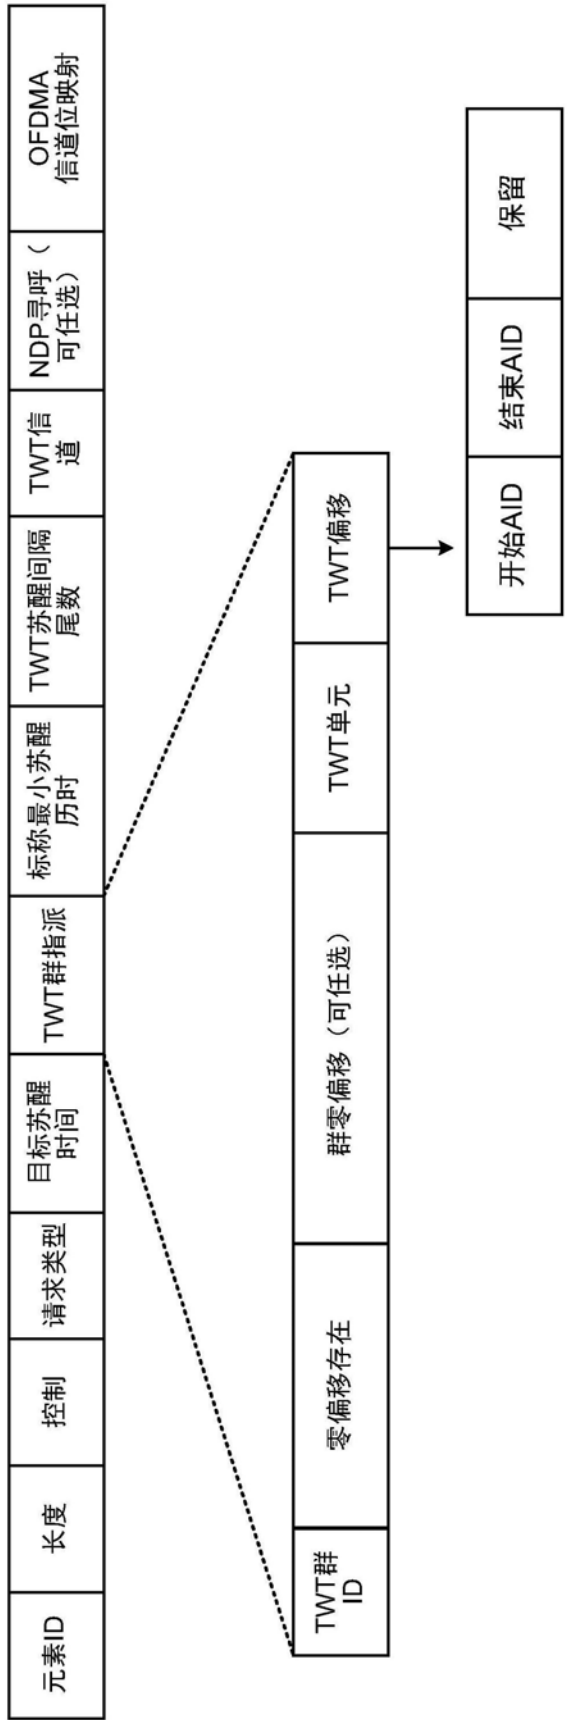 元素ID
长度
控制
请求类型
目标苏醒
时间
TWT群指派
标称最小苏醒
历时
TWT苏醒间隔
尾数
TWT信
道
NDP寻呼（
可任选）
OFDMA
信道位映射
TWT群
ID
零偏移存在
群零偏移（可任选）
TWT单元
TWT偏移
开始AID
结束AID
保留